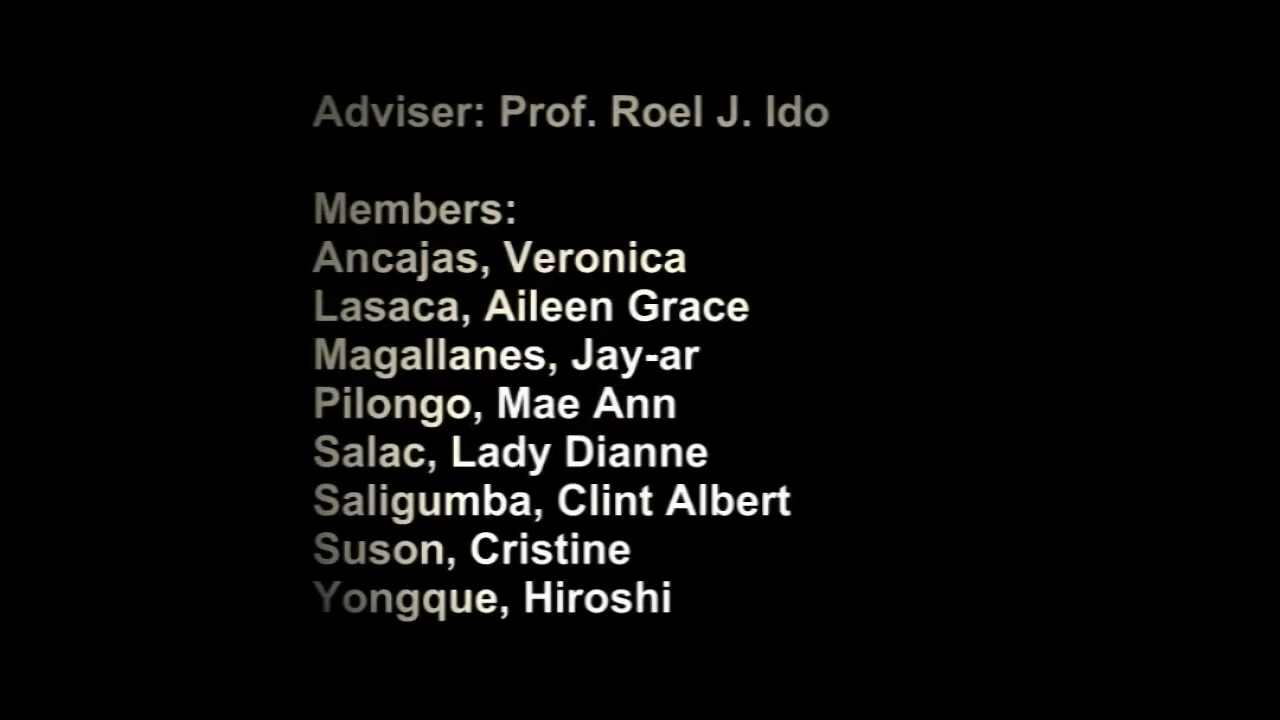 Adviser: Prof. Roel J. Ido
Members:
Ancajas, Veronica
Lasaca, Aileen Grace
Magallanes, Jay-ar
Pilongo, Mae Ann
Salac, Lady Dianne
Saligumba, Clint Albert
Suson, Cristine
Yongque, Hiroshi